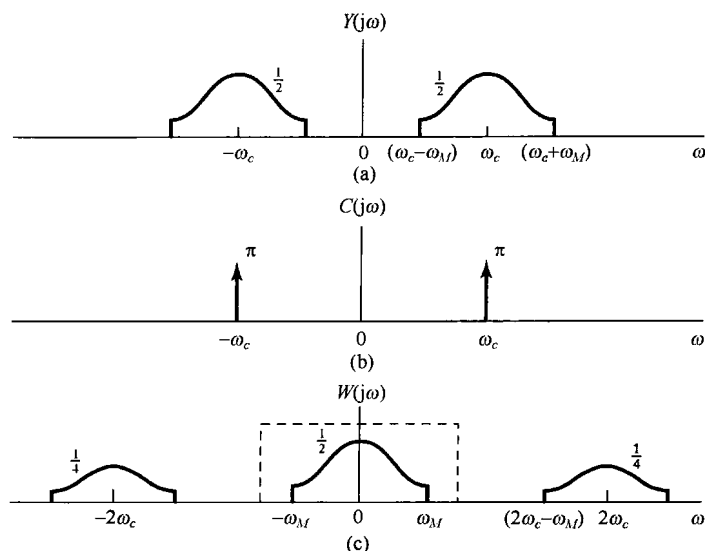 Y(jω)
1/2 1/2
−ω_c 0 (ω_c−ω_M) ω_c (ω_c+ω_M) ω
(a)
C(jω)
π π
−ω_c 0 ω_c ω
(b)
W(jω)
1/4 1/2 1/4
−2ω_c −ω_M 0 ω_M (2ω_c−ω_M) 2ω_c ω
(c)